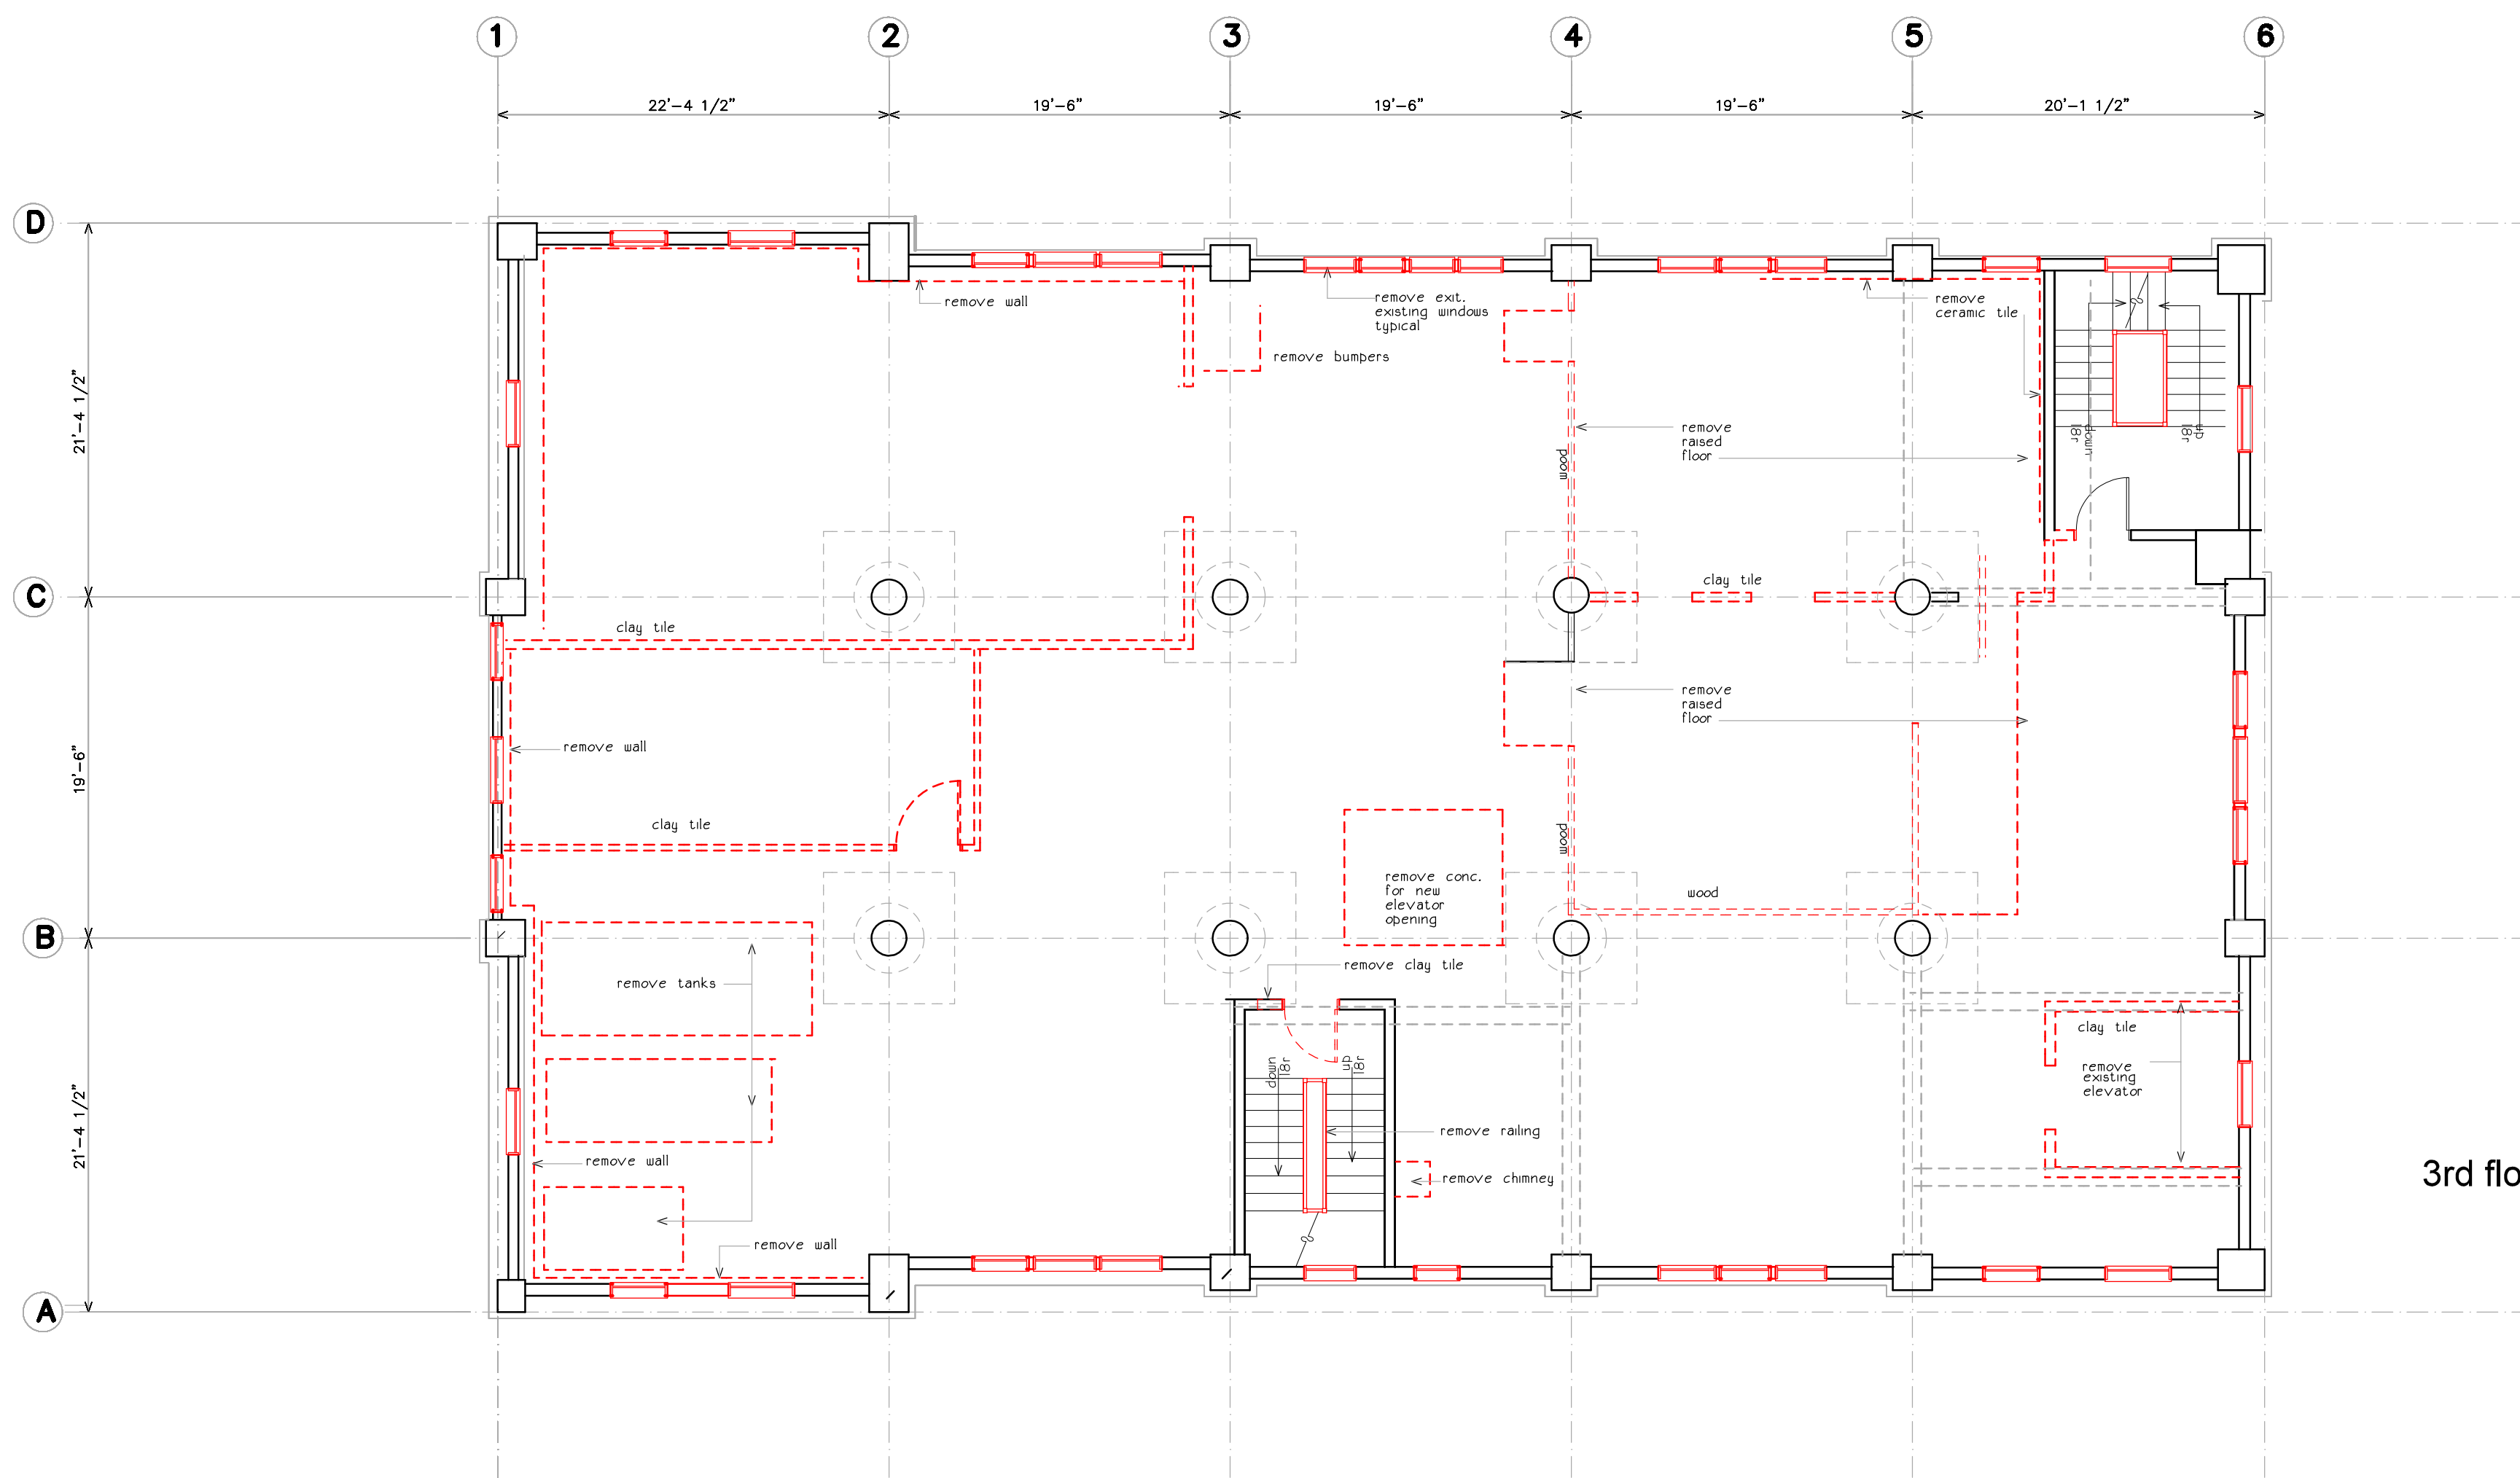 1 2 3 4 5 6
22'-4 1/2" 19'-6" 19'-6" 19'-6" 20'-1 1/2"
D
remove wall
remove exit.
existing windows
typical
remove
ceramic tile
remove bumpers
21'-4 1/2"
remove
raised
floor
wood
down
18r
up
18r
C
clay tile
clay tile
remove
raised
floor
remove wall
19'-6"
clay tile
wood
remove conc.
for new
elevator
opening
wood
B
remove clay tile
remove tanks
clay tile
remove
existing
elevator
down
18r
up
18r
21'-4 1/2"
remove railing
remove wall
remove chimney
3rd flo
remove wall
A